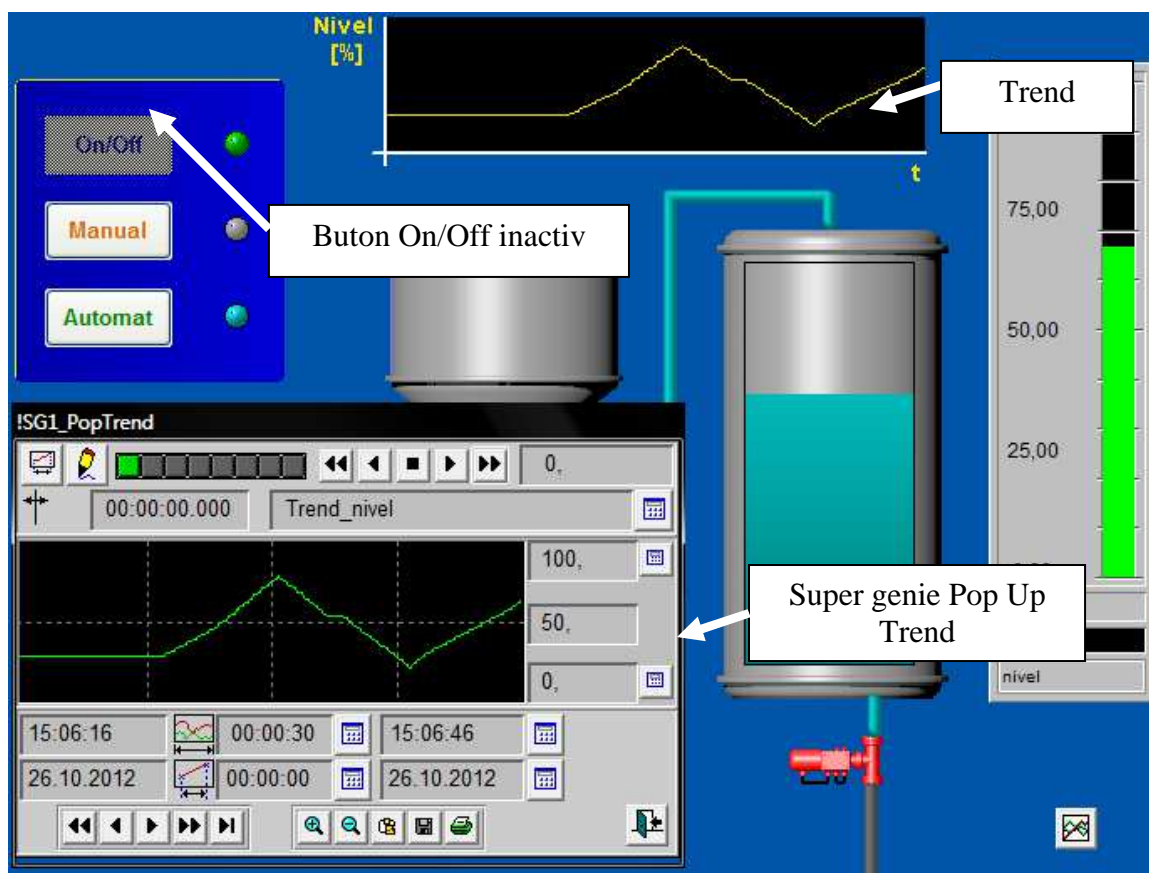 Nivel
[%]
Trend
t
On/Off
Manual
Automat
Buton On/Off inactiv
75,00
50,00
25,00
!SG1_PopTrend
0,
00:00:00.000
Trend_nivel
100,
50,
0,
15:06:16
00:00:30
15:06:46
26.10.2012
00:00:00
26.10.2012
Super genie Pop Up
Trend
nivel